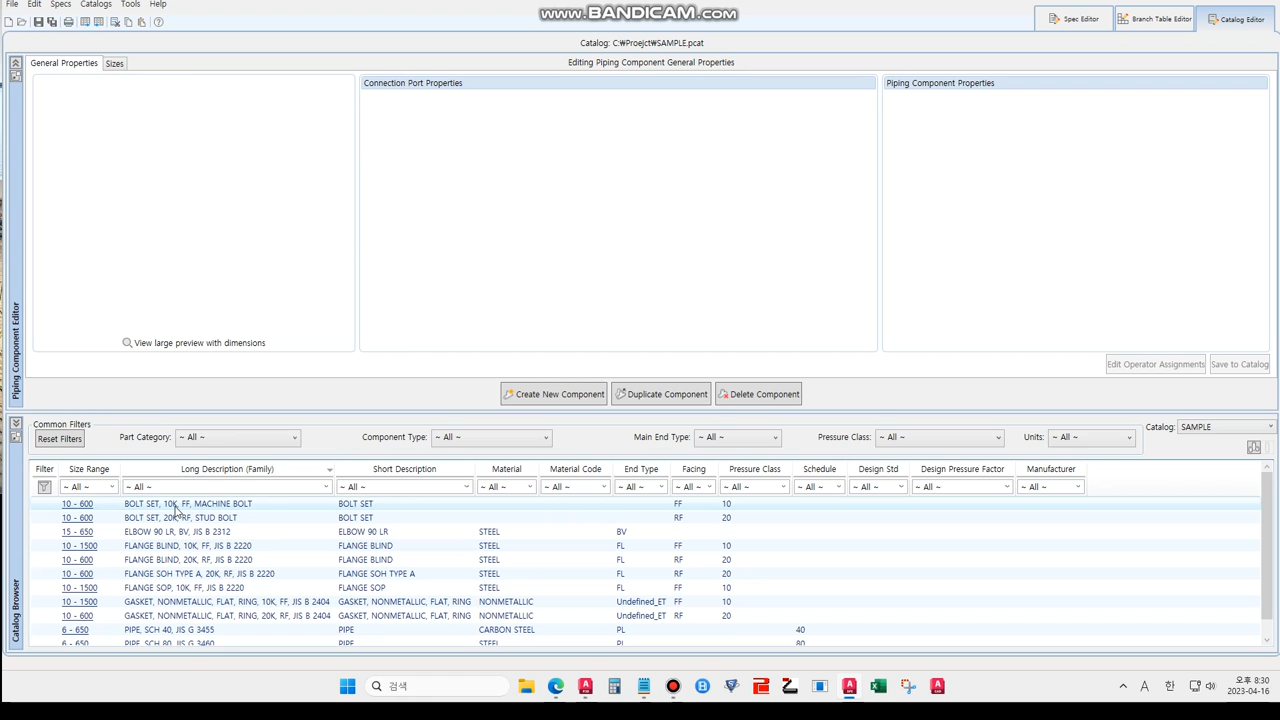 www.BANDICAM.com
File Edit Specs Catalogs Tools Help
Spec Editor Branch Table Editor Catalog Editor
Catalog: C:₩Proejct₩SAMPLE.pcat
General Properties Sizes Editing Piping Component General Properties
Connection Port Properties Piping Component Properties
Piping Component Editor
View large preview with dimensions
Edit Operator Assignments Save to Catalog
Create New Component Duplicate Component Delete Component
Common Filters
Reset Filters Part Category: ~ All ~ Component Type: ~ All ~ Main End Type: ~ All ~ Pressure Class: ~ All ~ Units: ~ All ~ Catalog: SAMPLE
Filter Size Range Long Description (Family) Short Description Material Material Code End Type Facing Pressure Class Schedule Design Std Design Pressure Factor Manufacturer
~ All ~ ~ All ~ ~ All ~ ~ All ~ ~ All ~ ~ All ~ ~ All ~ ~ All ~ ~ All ~ ~ All ~ ~ All ~ ~ All ~
10 - 600 BOLT SET, 10K, FF, MACHINE BOLT BOLT SET FF 10
10 - 600 BOLT SET, 20K, RF, STUD BOLT BOLT SET RF 20
15 - 650 ELBOW 90 LR, BV, JIS B 2312 ELBOW 90 LR STEEL BV
10 - 1500 FLANGE BLIND, 10K, FF, JIS B 2220 FLANGE BLIND STEEL FL FF 10
10 - 600 FLANGE BLIND, 20K, RF, JIS B 2220 FLANGE BLIND STEEL FL RF 20
10 - 600 FLANGE SOH TYPE A, 20K, RF, JIS B 2220 FLANGE SOH TYPE A STEEL FL RF 20
10 - 1500 FLANGE SOP, 10K, FF, JIS B 2220 FLANGE SOP STEEL FL FF 10
10 - 1500 GASKET, NONMETALLIC, FLAT, RING, 10K, FF, JIS B 2404 GASKET, NONMETALLIC, FLAT, RING NONMETALLIC Undefined_ET FF 10
10 - 600 GASKET, NONMETALLIC, FLAT, RING, 20K, RF, JIS B 2404 GASKET, NONMETALLIC, FLAT, RING NONMETALLIC Undefined_ET RF 20
6 - 650 PIPE, SCH 40, JIS G 3455 PIPE CARBON STEEL PL 40
6 - 650 PIPE, SCH 80, JIS G 3460 PIPE STEEL PL 80
Catalog Browser
검색
A 한 오후 8:30
2023-04-16